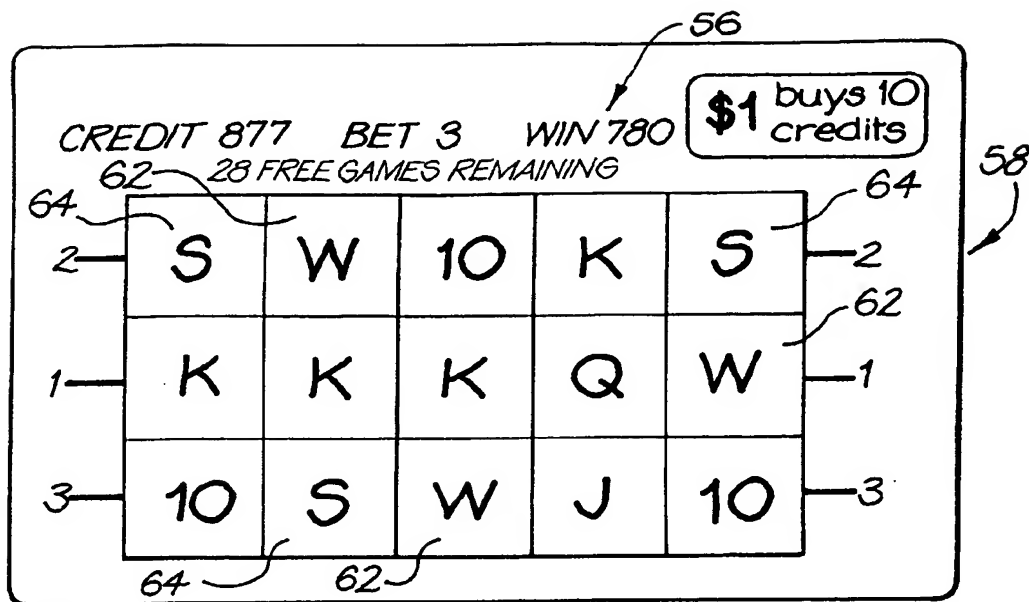 56
$1 buys 10 credits
CREDIT 877 BET 3 WIN 780
28 FREE GAMES REMAINING
62
58
64
64
2 S W 10 K S 2
62
1 K K K Q W 1
3 10 S W J 10 3
64
62